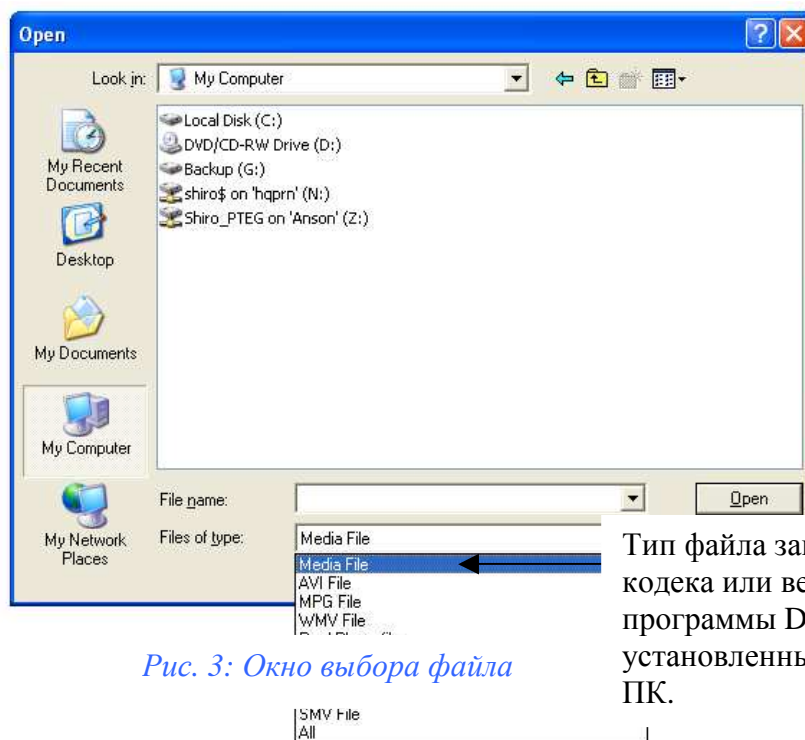 Open
Look in: My Computer
Local Disk (C:)
DVD/CD-RW Drive (D:)
Backup (G:)
shiro$ on 'hqprn' (N:)
Shiro_PTEG on 'Anson' (Z:)
My Recent
Documents
Desktop
My Documents
My Computer
My Network
Places
File name:
Open
Files of type:
Media File
Media File
AVI File
MPG File
WMV File
SMV File
All
Тип файла
кодека или
программы
ПК.
Рис. 3: Окно выбора файла